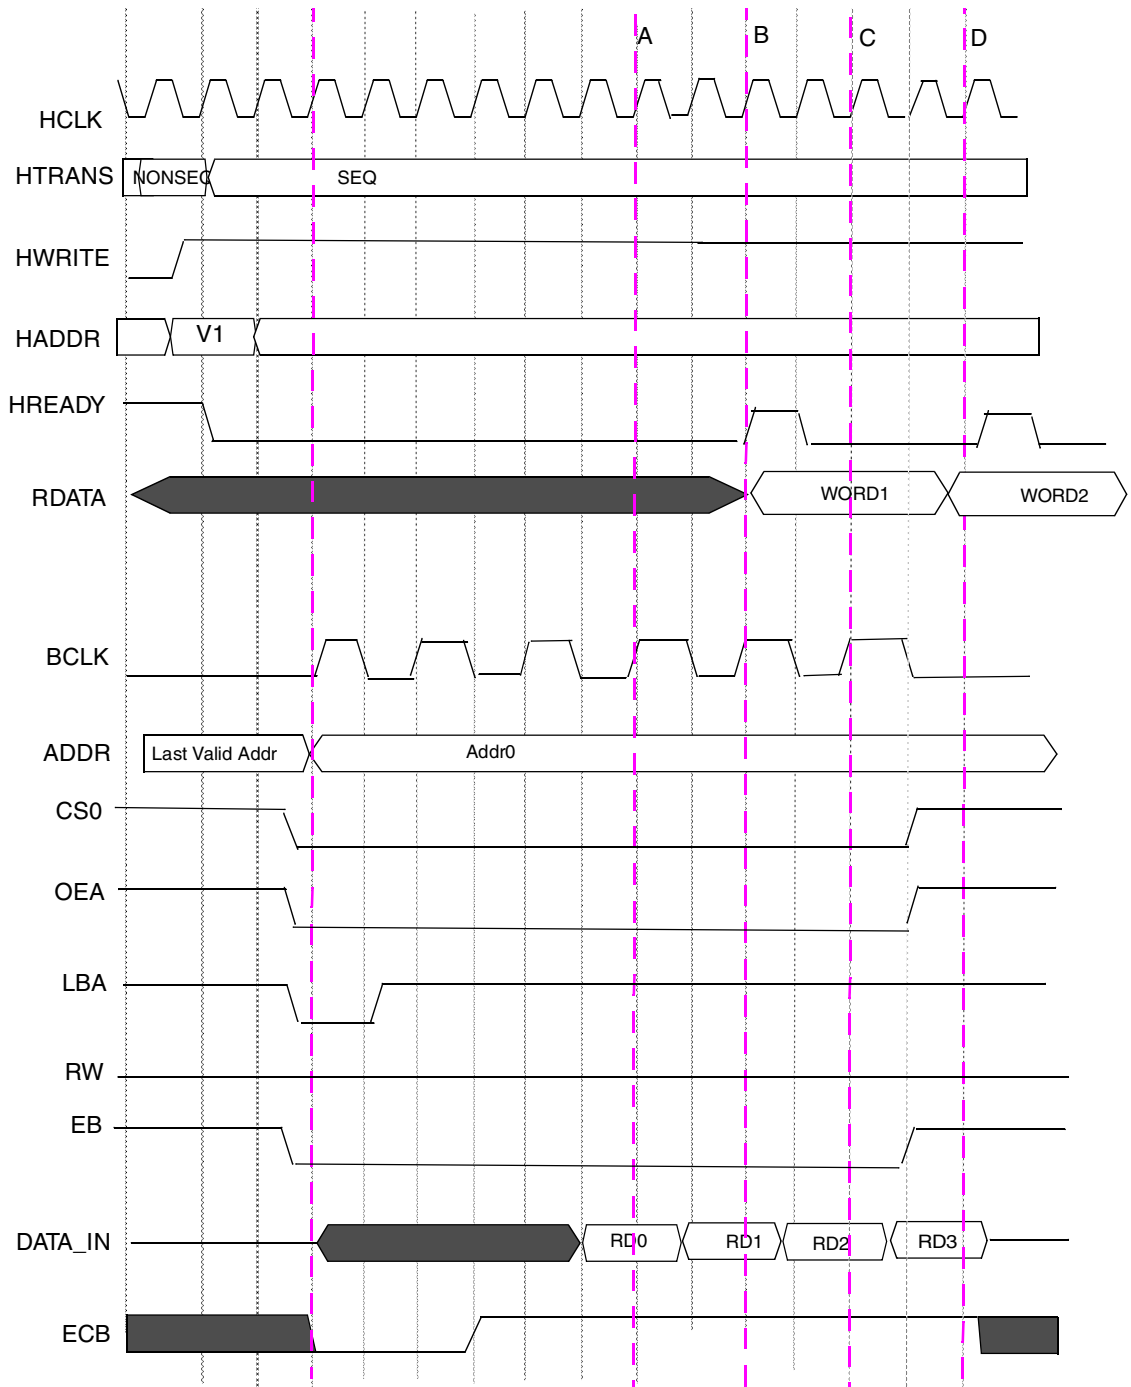 A B C D
HCLK
HTRANS NONSEQ SEQ
HWRITE
HADDR V1
HREADY
RDATA WORD1 WORD2
BCLK
ADDR Last Valid Addr Addr0
CS0
OEA
LBA
RW
EB
DATA_IN RD0 RD1 RD2 RD3
ECB